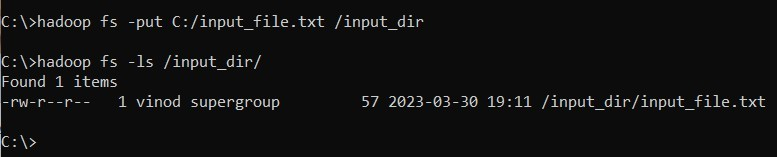 C:\>hadoop fs -put C:/input_file.txt /input_dir
C:\>hadoop fs -ls /input_dir/
Found 1 items
-rw-r--r--   1 vinod supergroup         57 2023-03-30 19:11 /input_dir/input_file.txt
C:\>